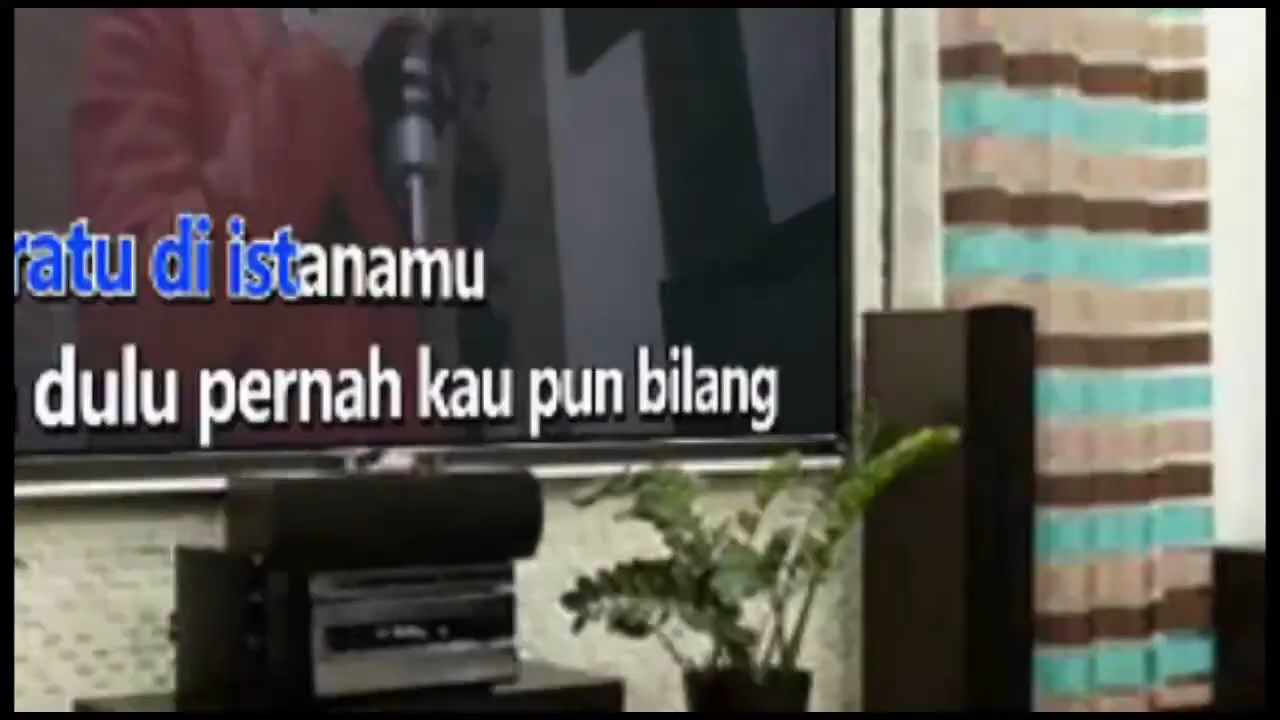 ratu di istanamu
dulu pernah kau pun bilang